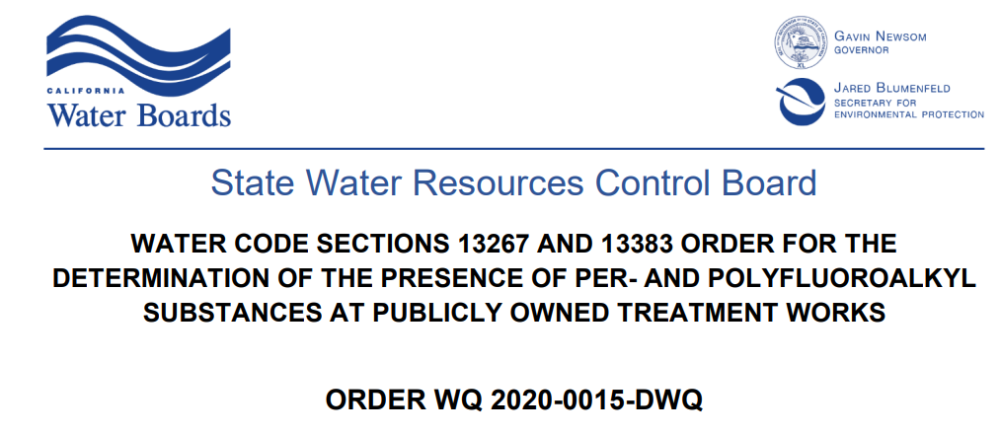 CALIFORNIA
Water Boards
GAVIN NEWSOM
GOVERNOR
JARED BLUMENFELD
SECRETARY FOR
ENVIRONMENTAL PROTECTION
State Water Resources Control Board
WATER CODE SECTIONS 13267 AND 13383 ORDER FOR THE
DETERMINATION OF THE PRESENCE OF PER- AND POLYFLUOROALKYL
SUBSTANCES AT PUBLICLY OWNED TREATMENT WORKS
ORDER WQ 2020-0015-DWQ